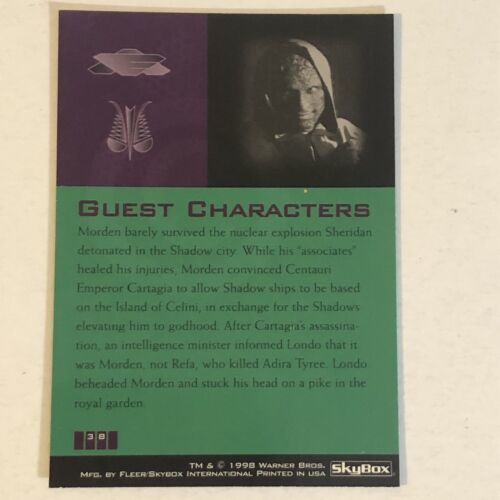 Guest Characters
Morden barely survived the nuclear explosion Sheridan
detonated in the Shadow city. While his "associates"
healed his injuries, Morden convinced Centauri
Emperor Cartagia to allow Shadow ships to be based
on the Island of Celini, in exchange for the Shadows
elevating him to godhood. After Cartagia's assassina-
tion, an intelligence minister informed Londo that it
was Morden, not Refa, who killed Adira Tyree. Londo
beheaded Morden and stuck his head on a pike in the
royal garden.
38
TM & © 1998 Warner Bros.
Mfg. by Fleer/Skybox International Printed in USA
SkyBox